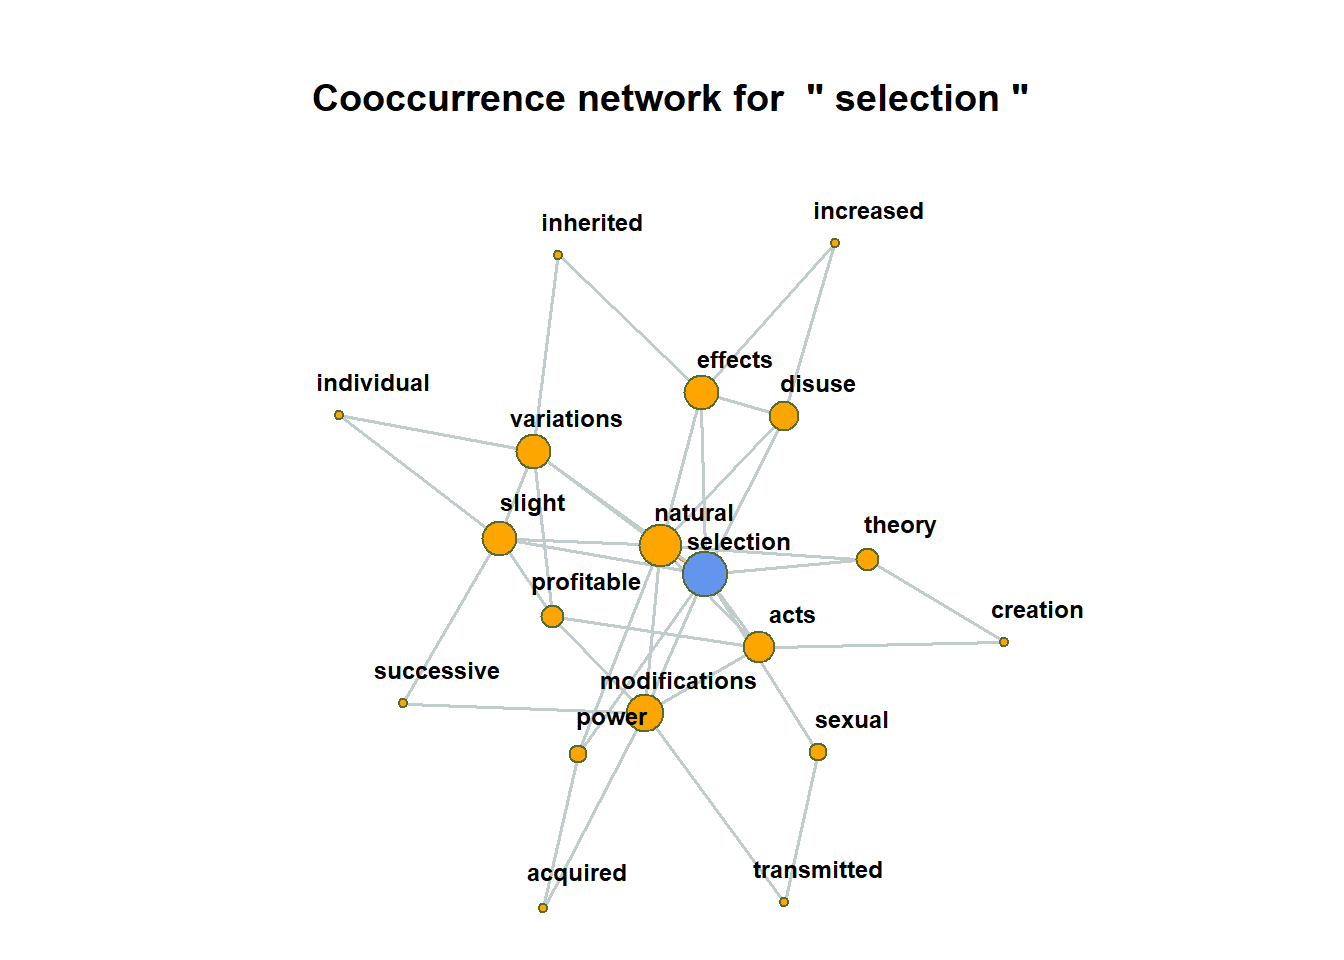 Cooccurrence network for " selection "
increased
inherited
effects
individual
disuse
variations
slight
natural
theory
selection
profitable
creation
acts
successive
modifications
power
sexual
transmitted
acquired